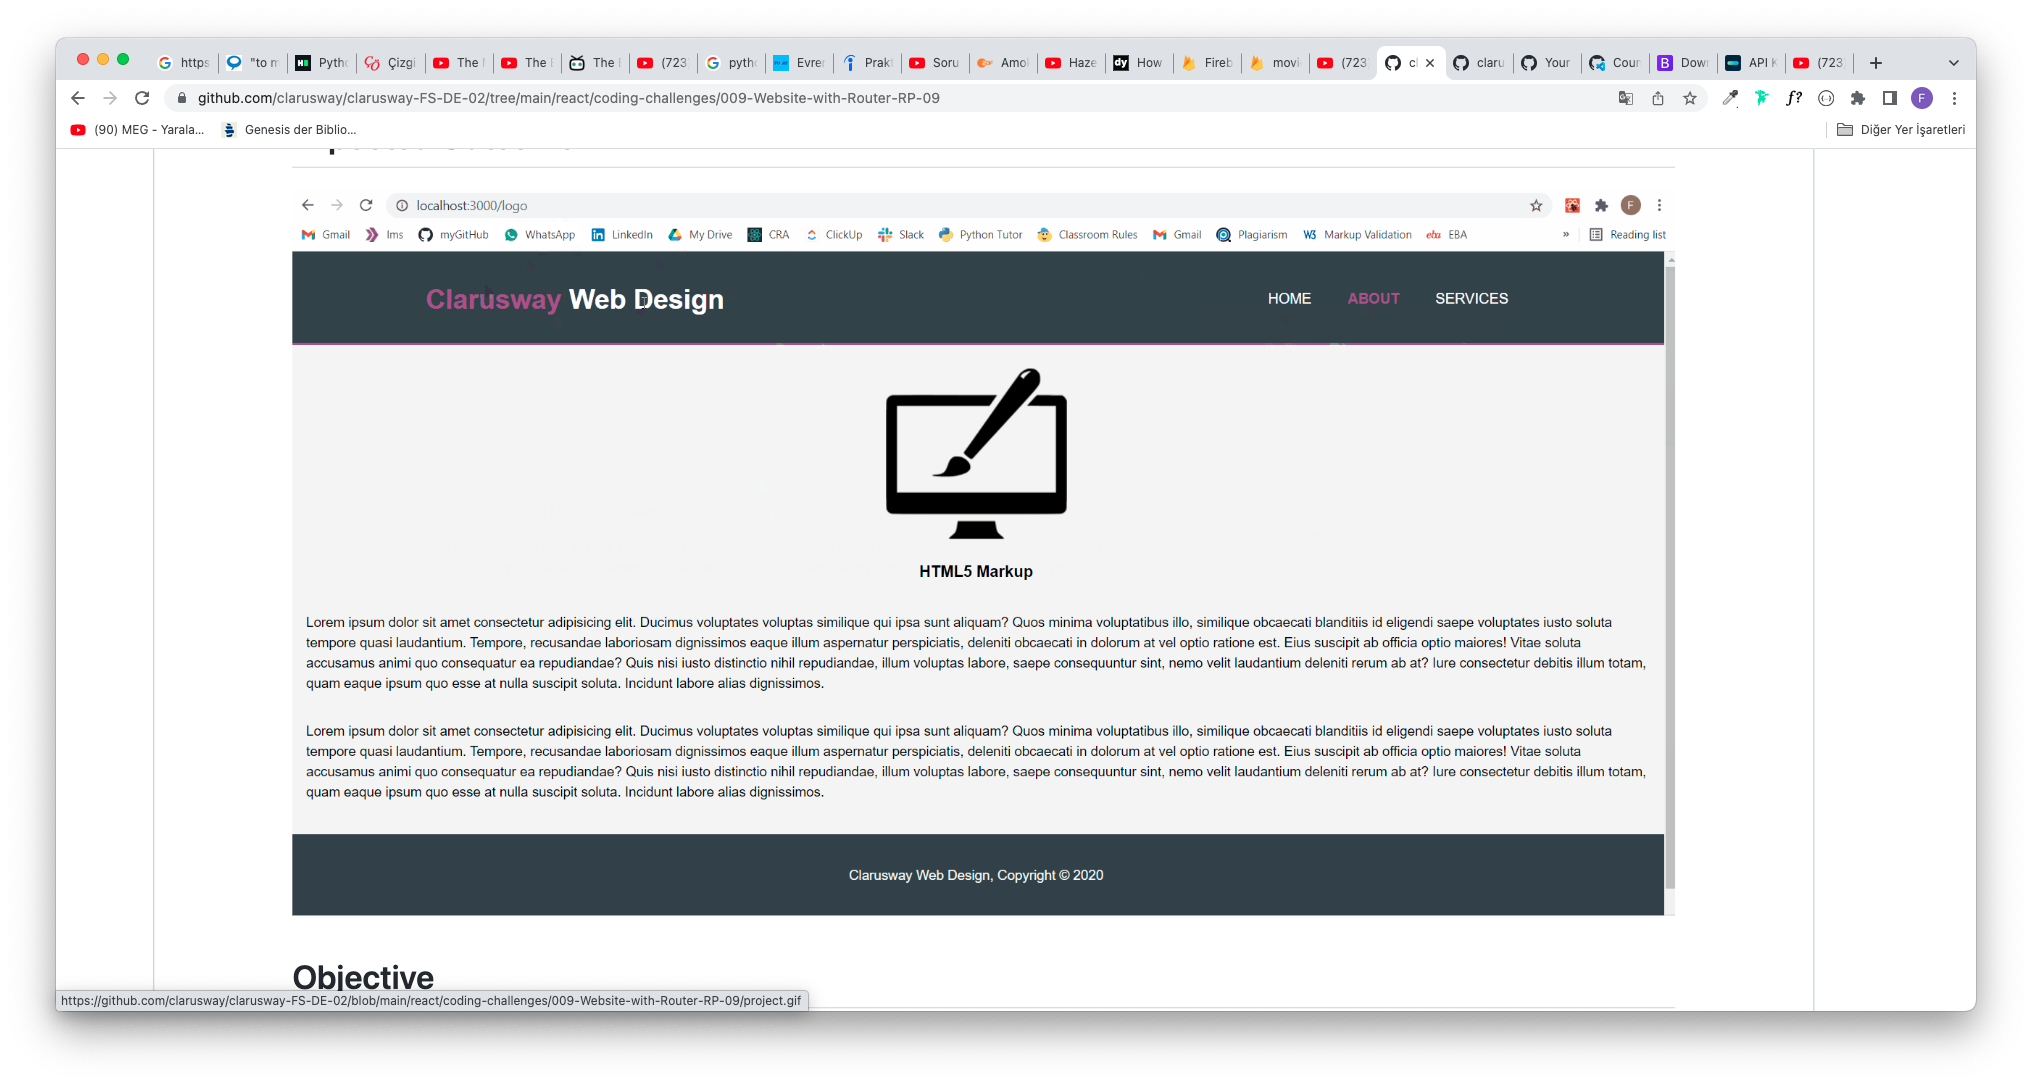 https "to m Pytho Çizgi The The (723 pytho Evre Prak Soru Amo Haze dy How Fireb movi (723 cl claru Your Cour B Down API K (723
github.com/clarusway/clarusway-FS-DE-02/tree/main/react/coding-challenges/009-Website-with-Router-RP-09 f? F
(90) MEG - Yarala... Genesis der Biblio... Diğer Yer İşaretleri
localhost:3000/logo F
Gmail lms myGitHub WhatsApp LinkedIn My Drive CRA ClickUp Slack Python Tutor Classroom Rules Gmail Plagiarism W3 Markup Validation eba EBA » Reading list
Clarusway Web Design HOME ABOUT SERVICES
HTML5 Markup
Lorem ipsum dolor sit amet consectetur adipisicing elit. Ducimus voluptates voluptas similique qui ipsa sunt aliquam? Quos minima voluptatibus illo, similique obcaecati blanditiis id eligendi saepe voluptates iusto soluta
tempore quasi laudantium. Tempore, recusandae laboriosam dignissimos eaque illum aspernatur perspiciatis, deleniti obcaecati in dolorum at vel optio ratione est. Eius suscipit ab officia optio maiores! Vitae soluta
accusamus animi quo consequatur ea repudiandae? Quis nisi iusto distinctio nihil repudiandae, illum voluptas labore, saepe consequuntur sint, nemo velit laudantium deleniti rerum ab at? Iure consectetur debitis illum totam,
quam eaque ipsum quo esse at nulla suscipit soluta. Incidunt labore alias dignissimos.
Lorem ipsum dolor sit amet consectetur adipisicing elit. Ducimus voluptates voluptas similique qui ipsa sunt aliquam? Quos minima voluptatibus illo, similique obcaecati blanditiis id eligendi saepe voluptates iusto soluta
tempore quasi laudantium. Tempore, recusandae laboriosam dignissimos eaque illum aspernatur perspiciatis, deleniti obcaecati in dolorum at vel optio ratione est. Eius suscipit ab officia optio maiores! Vitae soluta
accusamus animi quo consequatur ea repudiandae? Quis nisi iusto distinctio nihil repudiandae, illum voluptas labore, saepe consequuntur sint, nemo velit laudantium deleniti rerum ab at? Iure consectetur debitis illum totam,
quam eaque ipsum quo esse at nulla suscipit soluta. Incidunt labore alias dignissimos.
Clarusway Web Design, Copyright © 2020
Objective
https://github.com/clarusway/clarusway-FS-DE-02/blob/main/react/coding-challenges/009-Website-with-Router-RP-09/project.gif